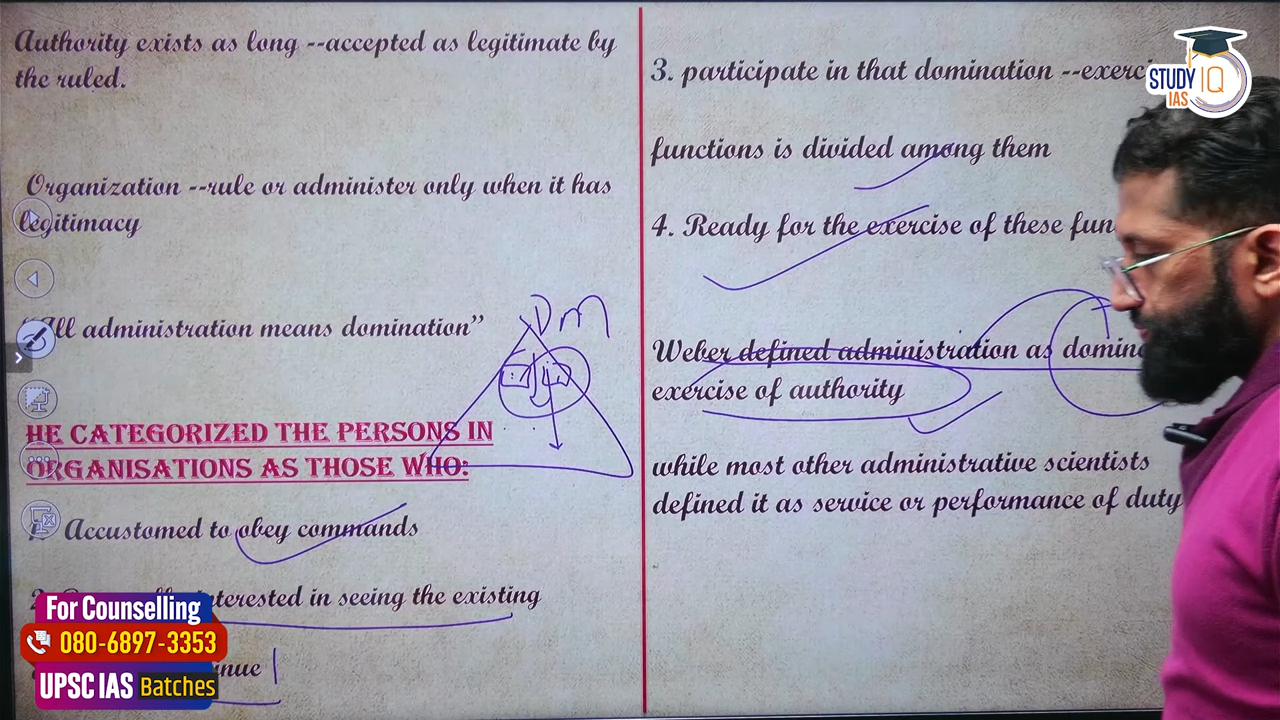 Authority exists as long --accepted as legitimate by
the ruled.
Organization --rule or administer only when it has
legitimacy
"All administration means domination"
DM
HE CATEGORIZED THE PERSONS IN
ORGANISATIONS AS THOSE WHO:
Accustomed to obey commands
interested in seeing the existing
3. participate in that domination --exerci
functions is divided among them
4. Ready for the exercise of these fun
Weber defined administration as domin
exercise of authority
while most other administrative scientists
defined it as service or performance of duty
STUDY IQ
IAS
For Counselling
080-6897-3353
UPSC IAS Batches